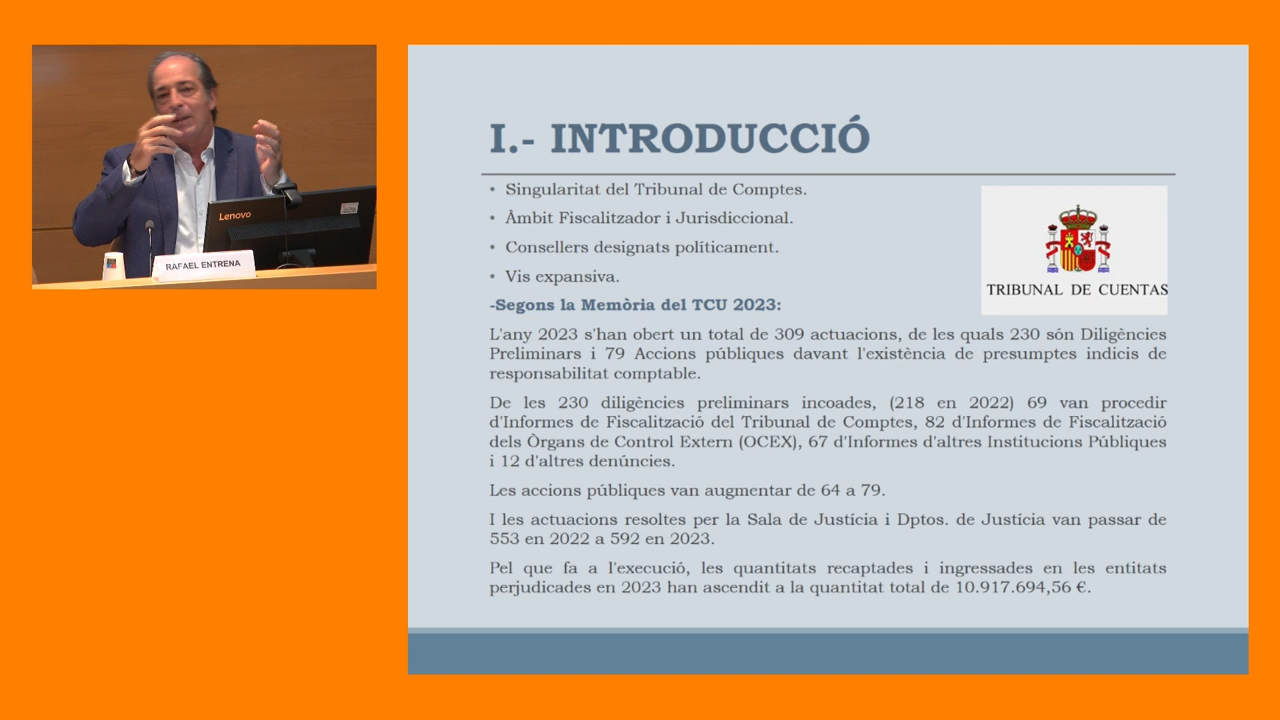 Lenovo
RAFAEL ENTRENA
I.- INTRODUCCIÓ
• Singularitat del Tribunal de Comptes.
• Àmbit Fiscalitzador i Jurisdiccional.
• Consellers designats políticament.
• Vis expansiva.
TRIBUNAL DE CUENTAS
-Segons la Memòria del TCU 2023:
L'any 2023 s'han obert un total de 309 actuacions, de les quals 230 són Diligències
Preliminars i 79 Accions públiques davant l'existència de presumptes indicis de
responsabilitat comptable.
De les 230 diligències preliminars incoades, (218 en 2022) 69 van procedir
d'Informes de Fiscalització del Tribunal de Comptes, 82 d'Informes de Fiscalització
dels Òrgans de Control Extern (OCEX), 67 d'Informes d'altres Institucions Públiques
i 12 d'altres denúncies.
Les accions públiques van augmentar de 64 a 79.
I les actuacions resoltes per la Sala de Justícia i Dptos. de Justícia van passar de
553 en 2022 a 592 en 2023.
Pel que fa a l'execució, les quantitats recaptades i ingressades en les entitats
perjudicades en 2023 han ascendit a la quantitat total de 10.917.694,56 €.